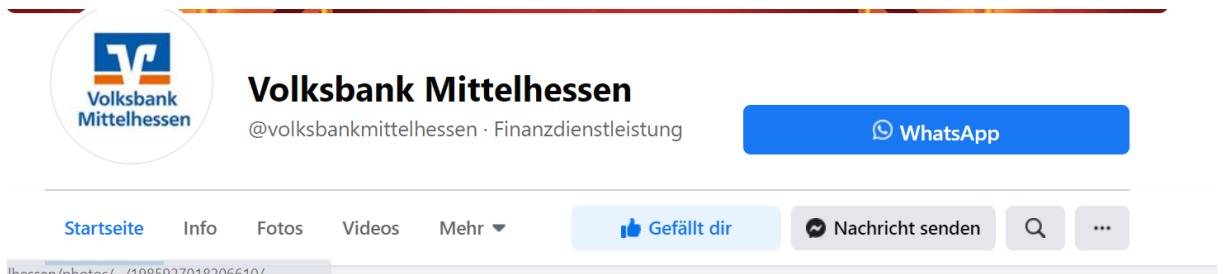 Volksbank
Mittelhessen
Volksbank Mittelhessen
@volksbankmittelhessen · Finanzdienstleistung
WhatsApp
Startseite Info Fotos Videos Mehr Gefällt dir Nachricht senden